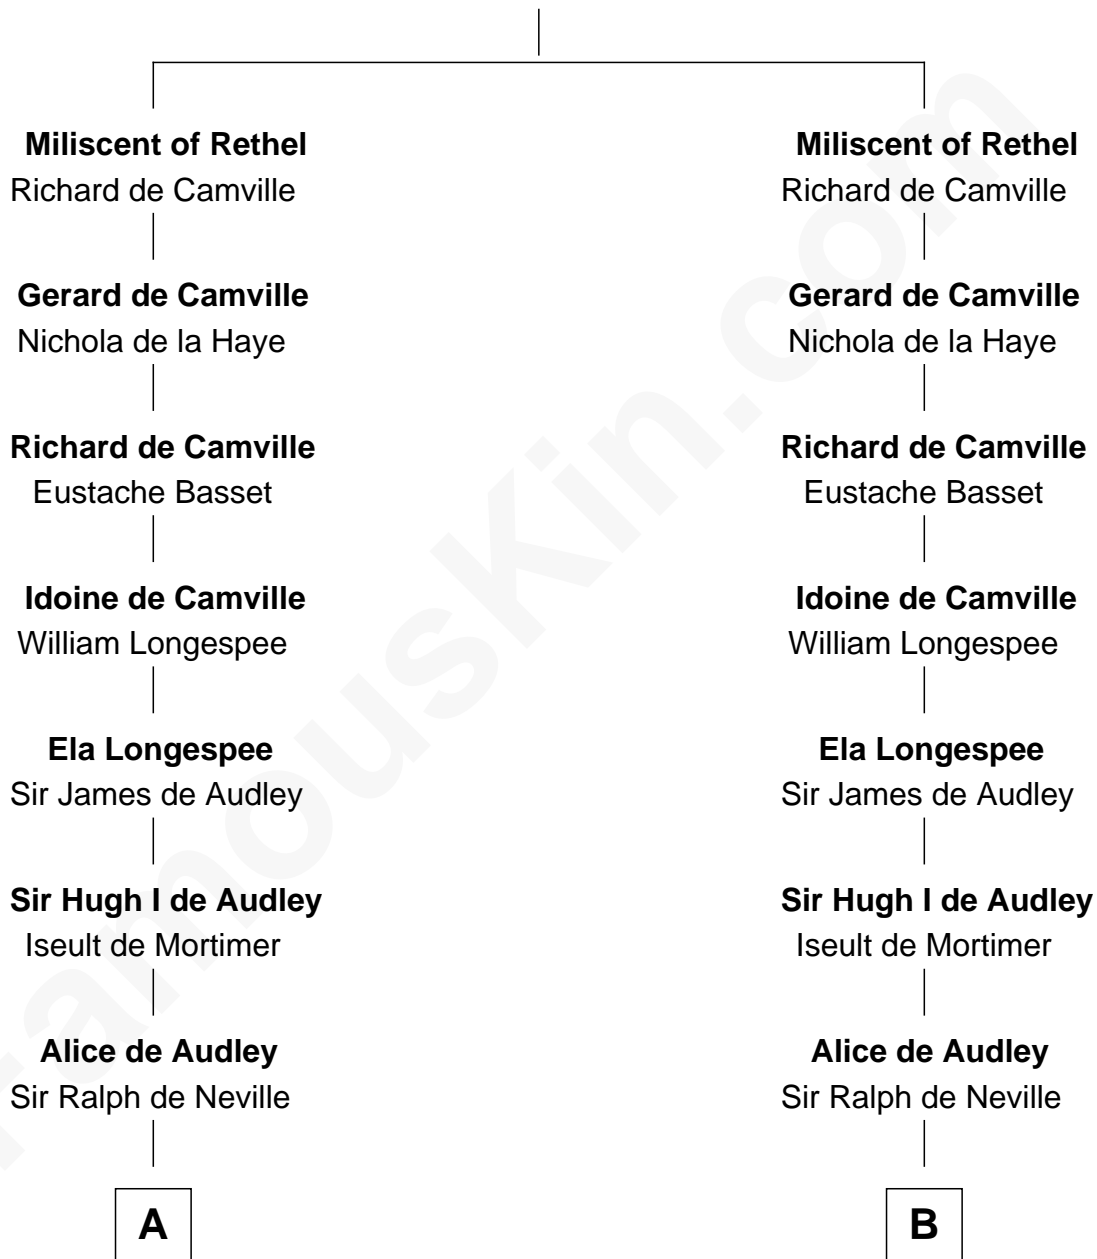 Miliscent of Rethel
Richard de Camville
Gerard de Camville
Nichola de la Haye
Richard de Camville
Eustache Basset
Idoine de Camville
William Longespee
Ela Longespee
Sir James de Audley
Sir Hugh I de Audley
Iseult de Mortimer
Alice de Audley
Sir Ralph de Neville
A
Miliscent of Rethel
Richard de Camville
Gerard de Camville
Nichola de la Haye
Richard de Camville
Eustache Basset
Idoine de Camville
William Longespee
Ela Longespee
Sir James de Audley
Sir Hugh I de Audley
Iseult de Mortimer
Alice de Audley
Sir Ralph de Neville
B
FamousKin.com